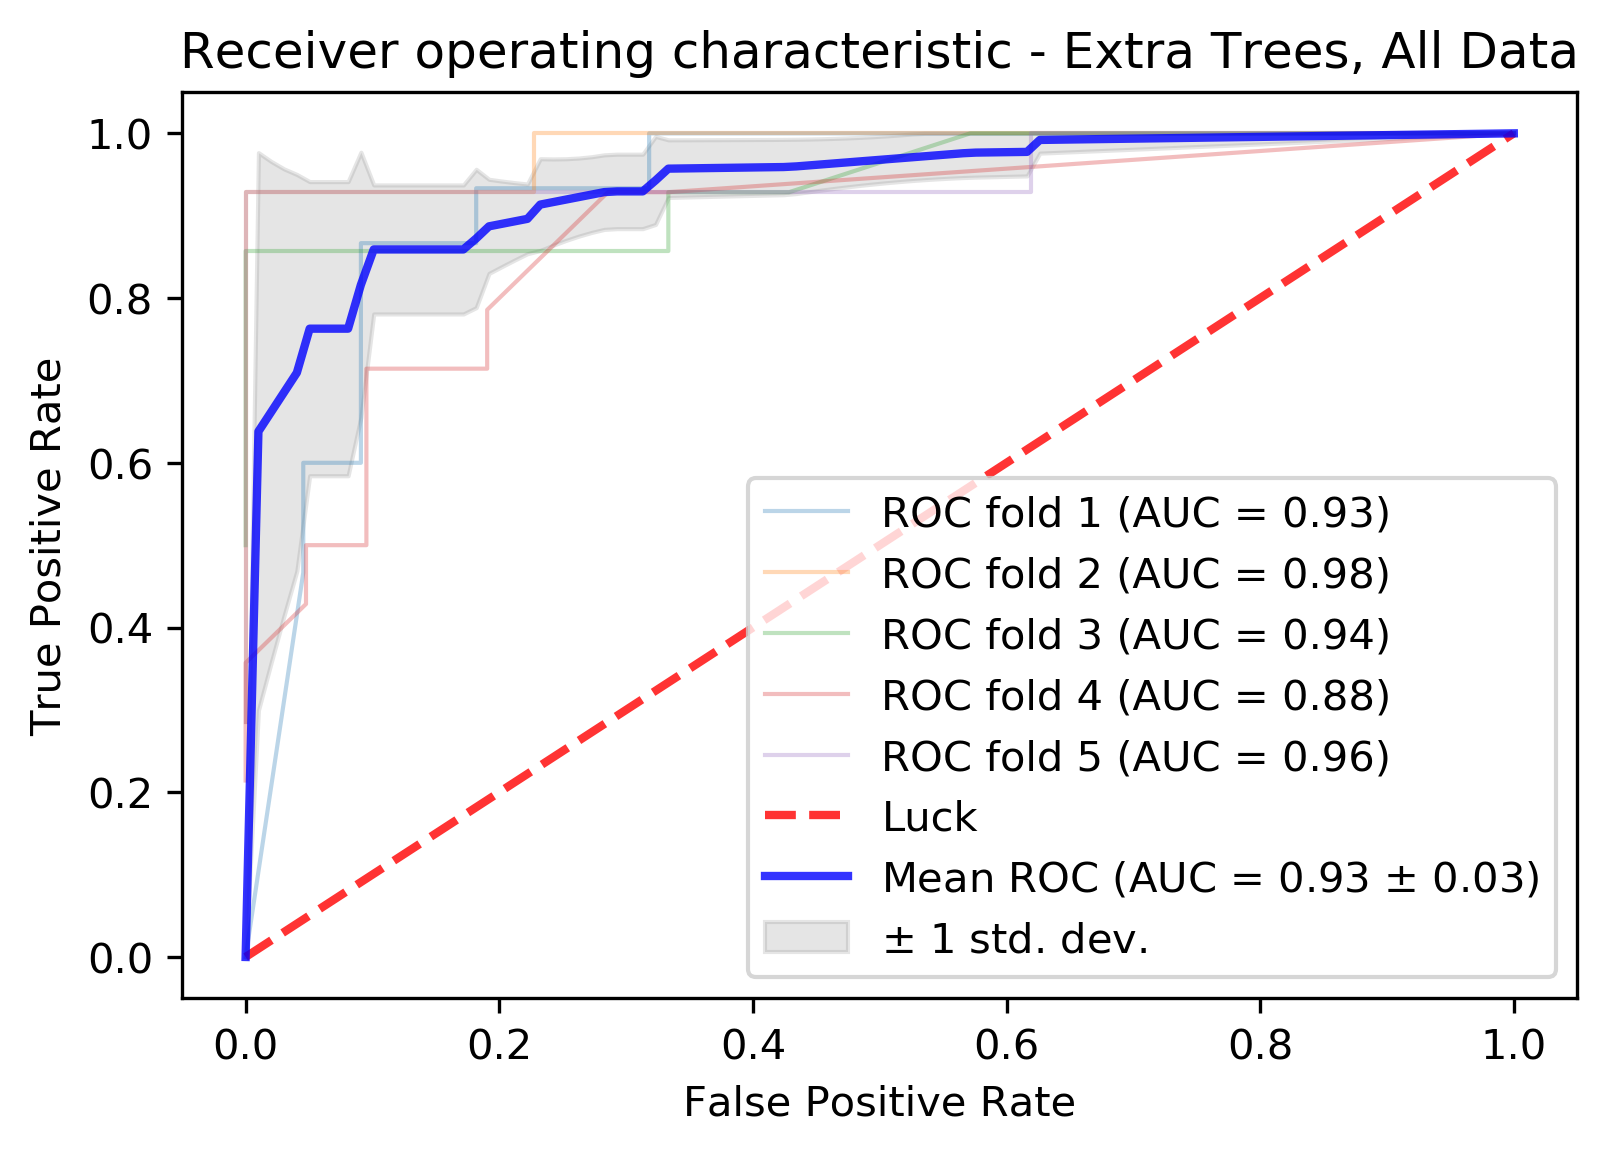 Receiver operating characteristic - Extra Trees, All Data
True Positive Rate
1.0
0.8
0.6
0.4
0.2
0.0
ROC fold 1 (AUC = 0.93)
ROC fold 2 (AUC = 0.98)
ROC fold 3 (AUC = 0.94)
ROC fold 4 (AUC = 0.88)
ROC fold 5 (AUC = 0.96)
Luck
Mean ROC (AUC = 0.93 ± 0.03)
± 1 std. dev.
0.0 0.2 0.4 0.6 0.8 1.0
False Positive Rate